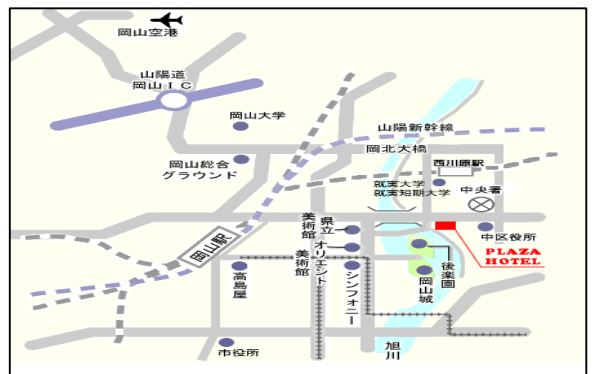 岡山空港
山陽道
岡山IC
岡山大学
山陽新幹線
岡北大橋
岡山総合
グラウンド
西川原駅
就実大学
就実短期大学
中央署
県立
美術館
オリエント
美術館
中区役所
PLAZA
HOTEL
岡山駅
高島屋
シンフォニー
後楽園
岡山城
市役所
旭川